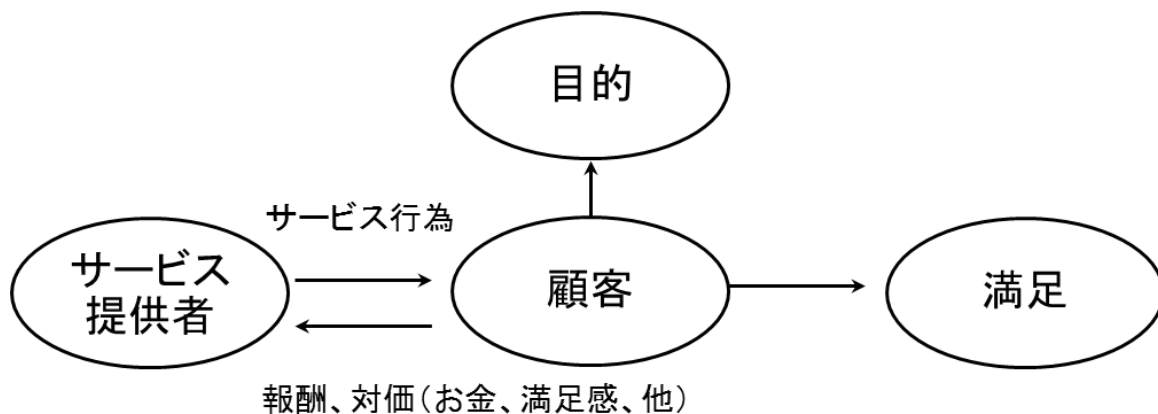 目的
サービス行為
サービス
提供者
顧客
満足
報酬、対価(お金、満足感、他)